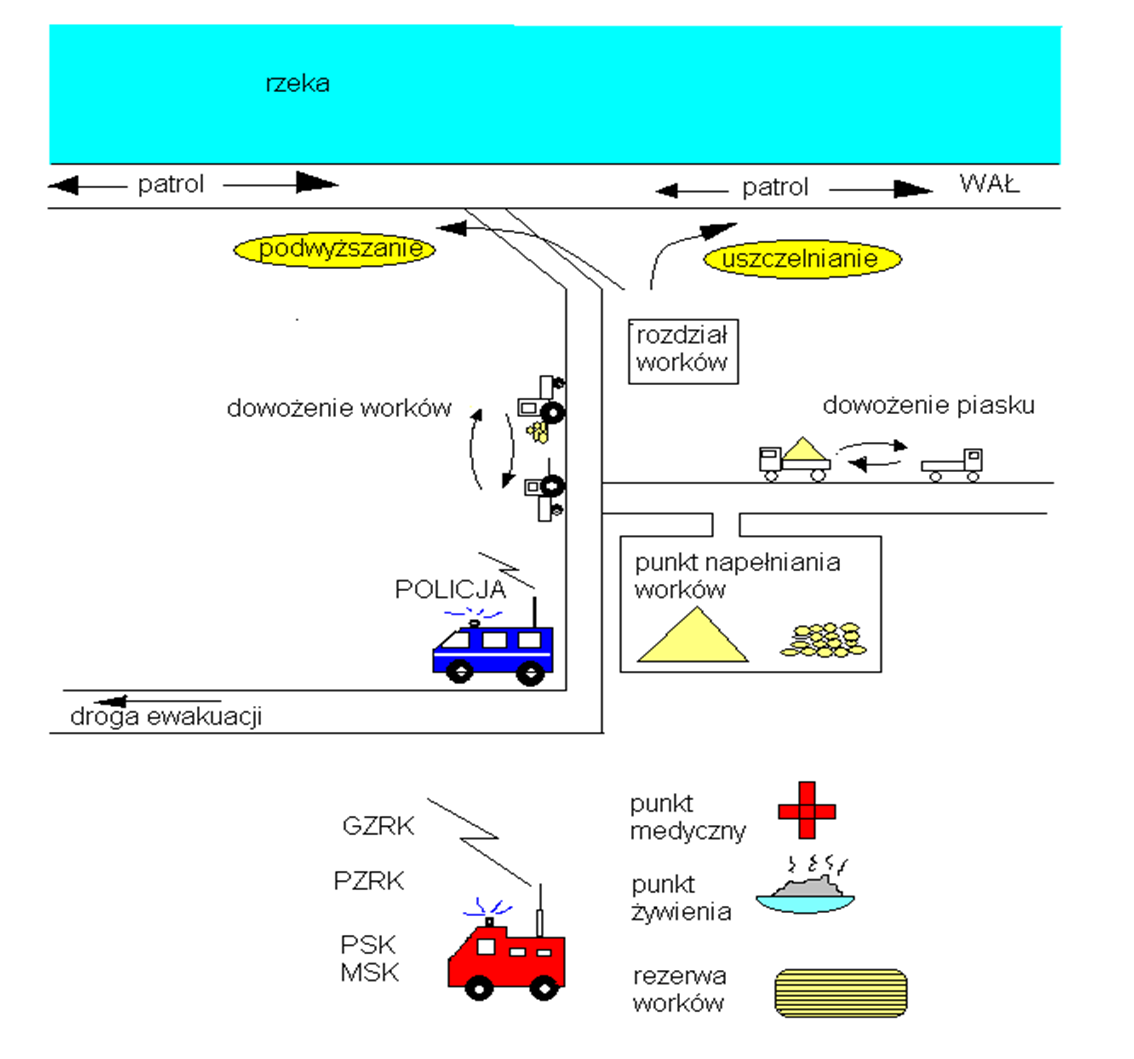 rzeka
patrol
patrol
WAŁ
podwyższanie
uszczelnianie
rozdział
worków
dowożenie worków
dowożenie piasku
punkt napełniania
worków
POLICJA
droga ewakuacji
GZRK
PZRK
PSK
MSK
punkt
medyczny
punkt
żywienia
rezerwa
worków